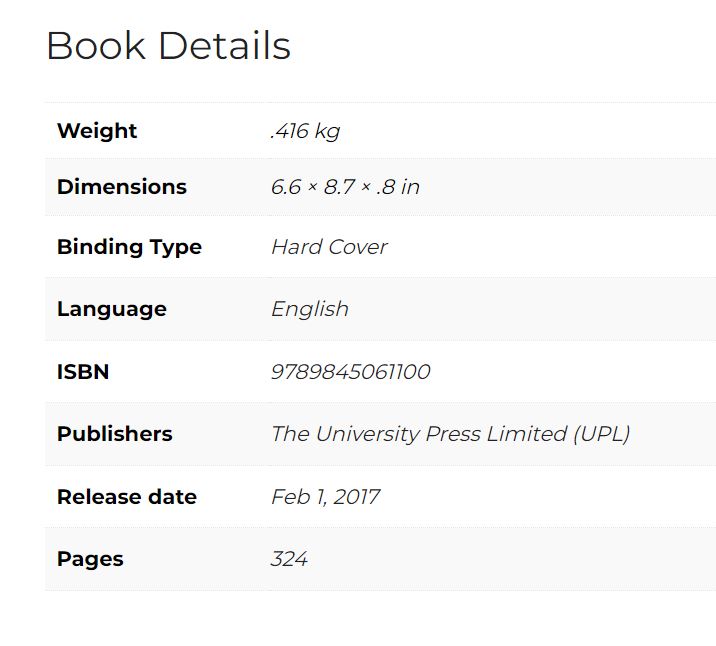 Book Details
Weight .416 kg
Dimensions 6.6 × 8.7 × .8 in
Binding Type Hard Cover
Language English
ISBN 9789845061100
Publishers The University Press Limited (UPL)
Release date Feb 1, 2017
Pages 324